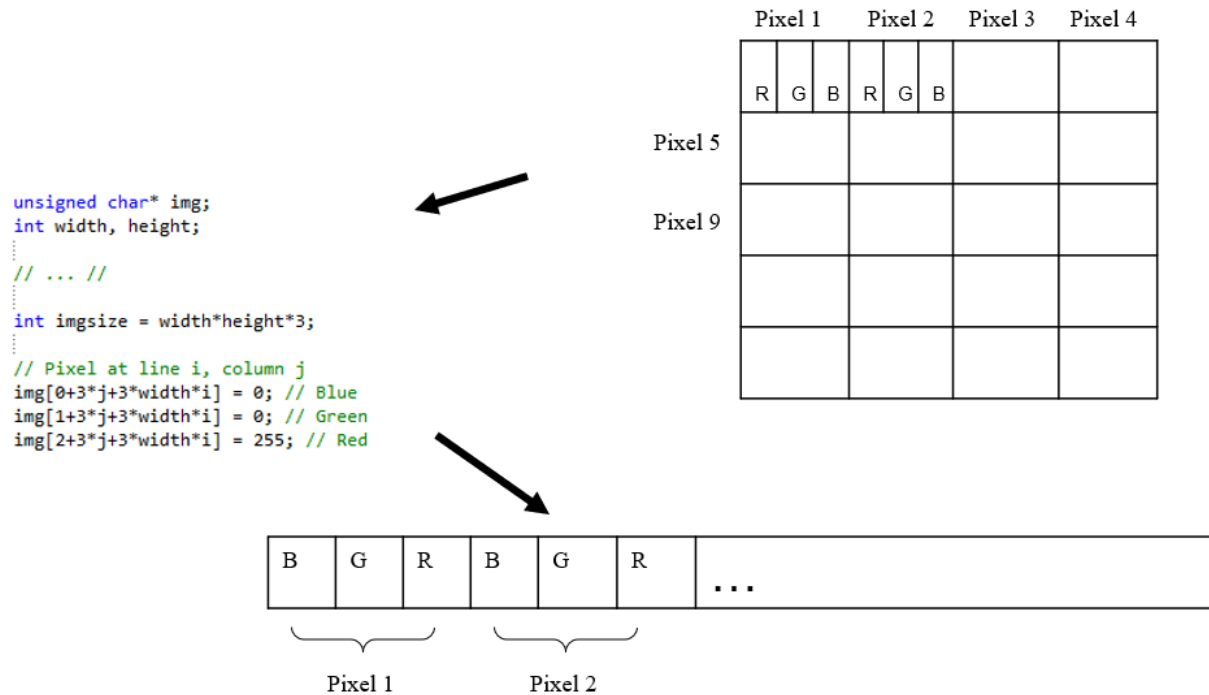 Pixel 1 Pixel 2 Pixel 3 Pixel 4
R G B R G B
Pixel 5
Pixel 9
unsigned char* img;
int width, height;
// ... //
int imgsize = width*height*3;
// Pixel at line i, column j
img[0+3*j+3*width*i] = 0; // Blue
img[1+3*j+3*width*i] = 0; // Green
img[2+3*j+3*width*i] = 255; // Red
B G R B G R ...
Pixel 1 Pixel 2